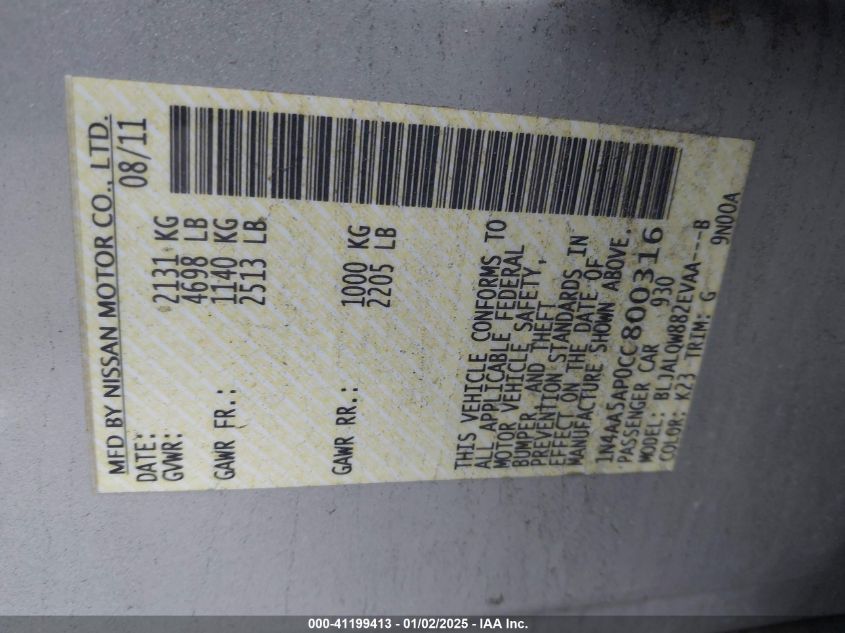 MFD BY NISSAN MOTOR CO., LTD.
DATE: 08/11
GVWR: 2131 KG
4698 LB
GAWR FR.: 1140 KG
2513 LB
GAWR RR.: 1000 KG
2205 LB
THIS VEHICLE CONFORMS TO
ALL APPLICABLE FEDERAL
MOTOR VEHICLE SAFETY,
BUMPER, AND THEFT
PREVENTION STANDARDS IN
EFFECT ON THE DATE OF
MANUFACTURE SHOWN ABOVE.
1N4AA5AP0CC800316
PASSENGER CAR 930
MODEL: BLJALQW882EVAA---B
COLOR: K23 TRIM: G 9N00A
000-41199413 - 01/02/2025 - IAA Inc.